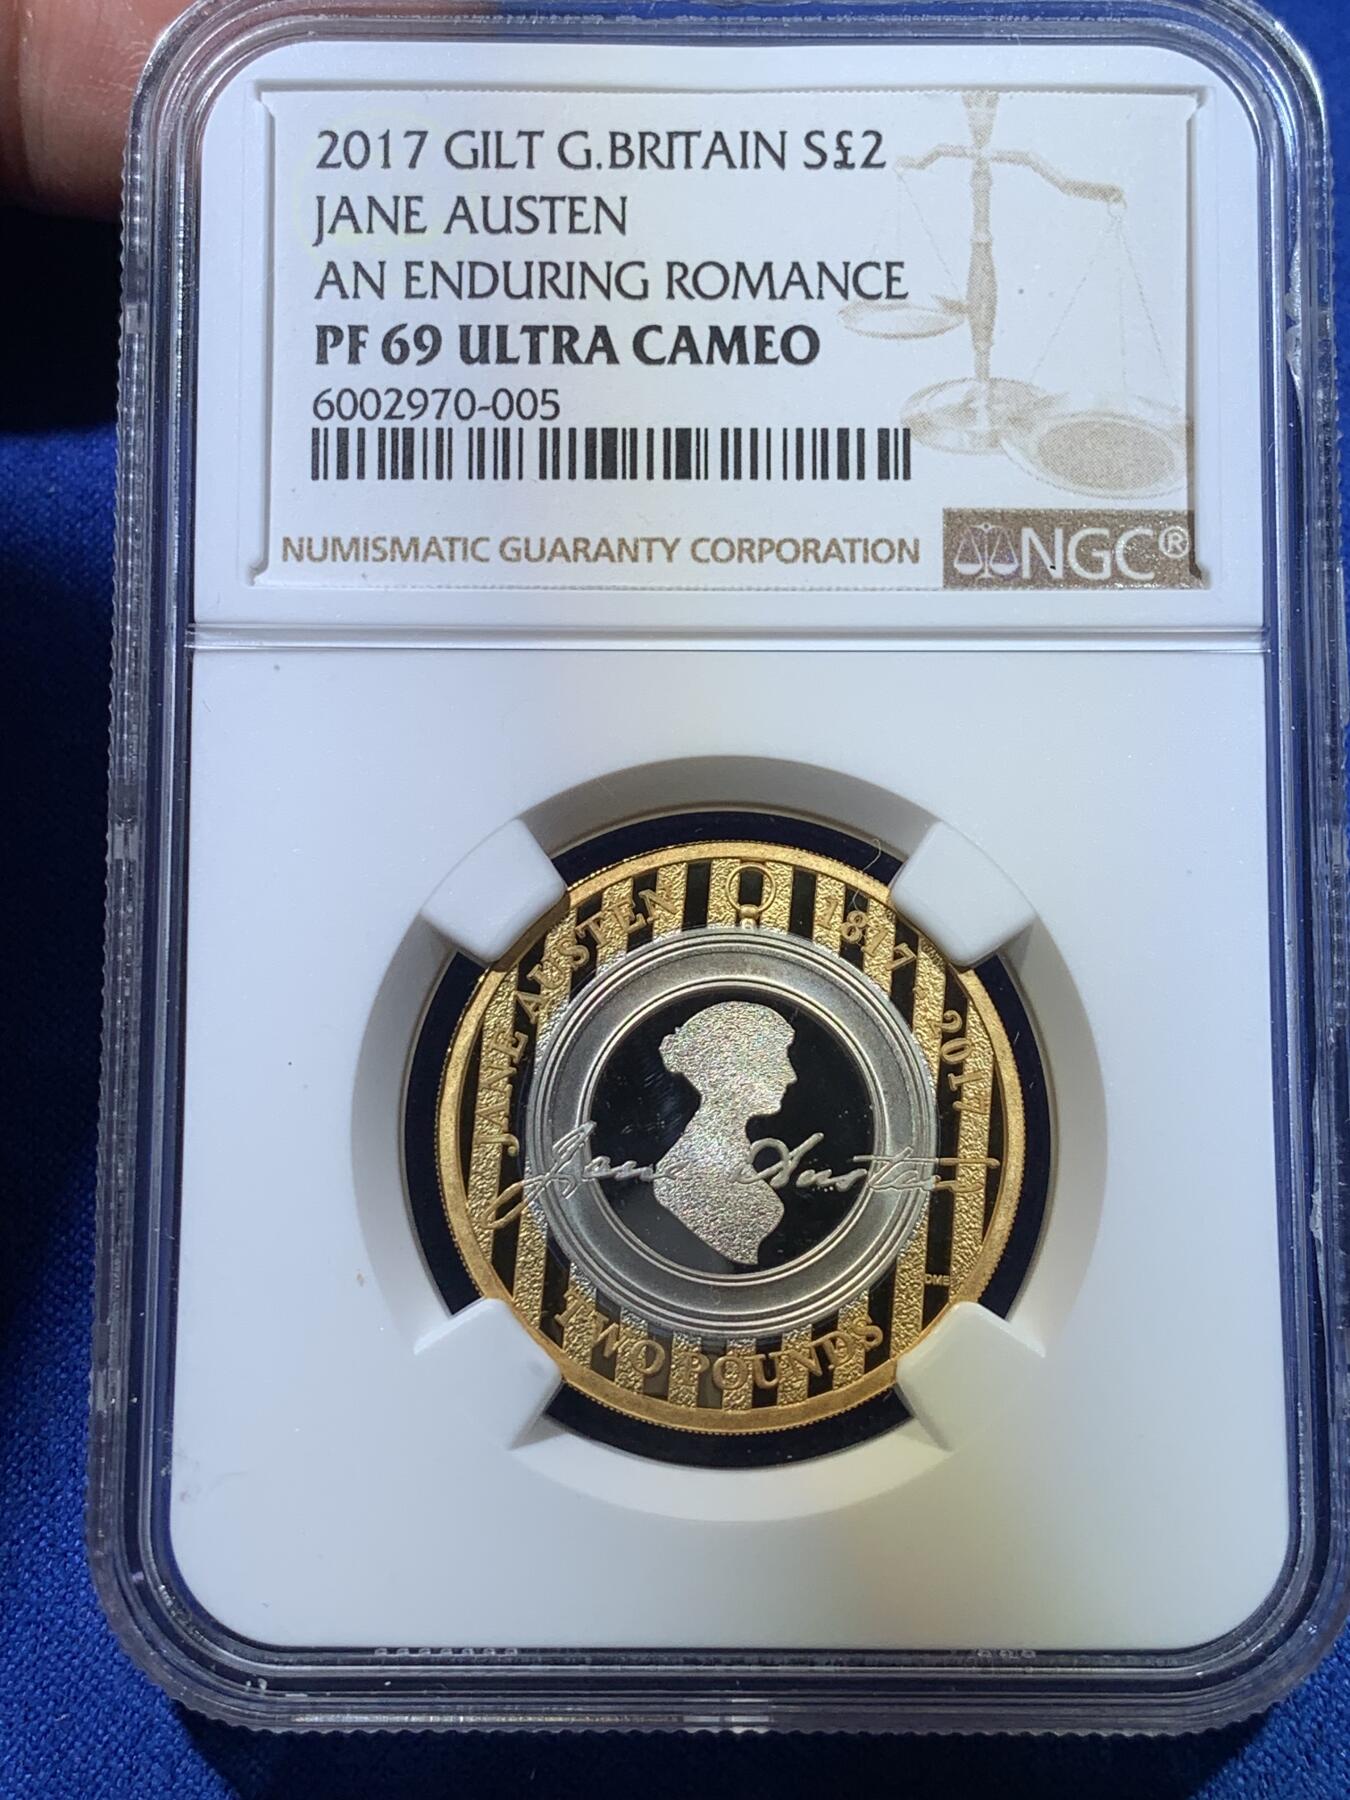 2017 GILT G.BRITAIN S£2
JANE AUSTEN
AN ENDURING ROMANCE
PF 69 ULTRA CAMEO
6002970-005
NUMISMATIC GUARANTY CORPORATION
NGC®
JANE AUSTEN
1817
2017
Jane Austen
DME
TWO POUNDS